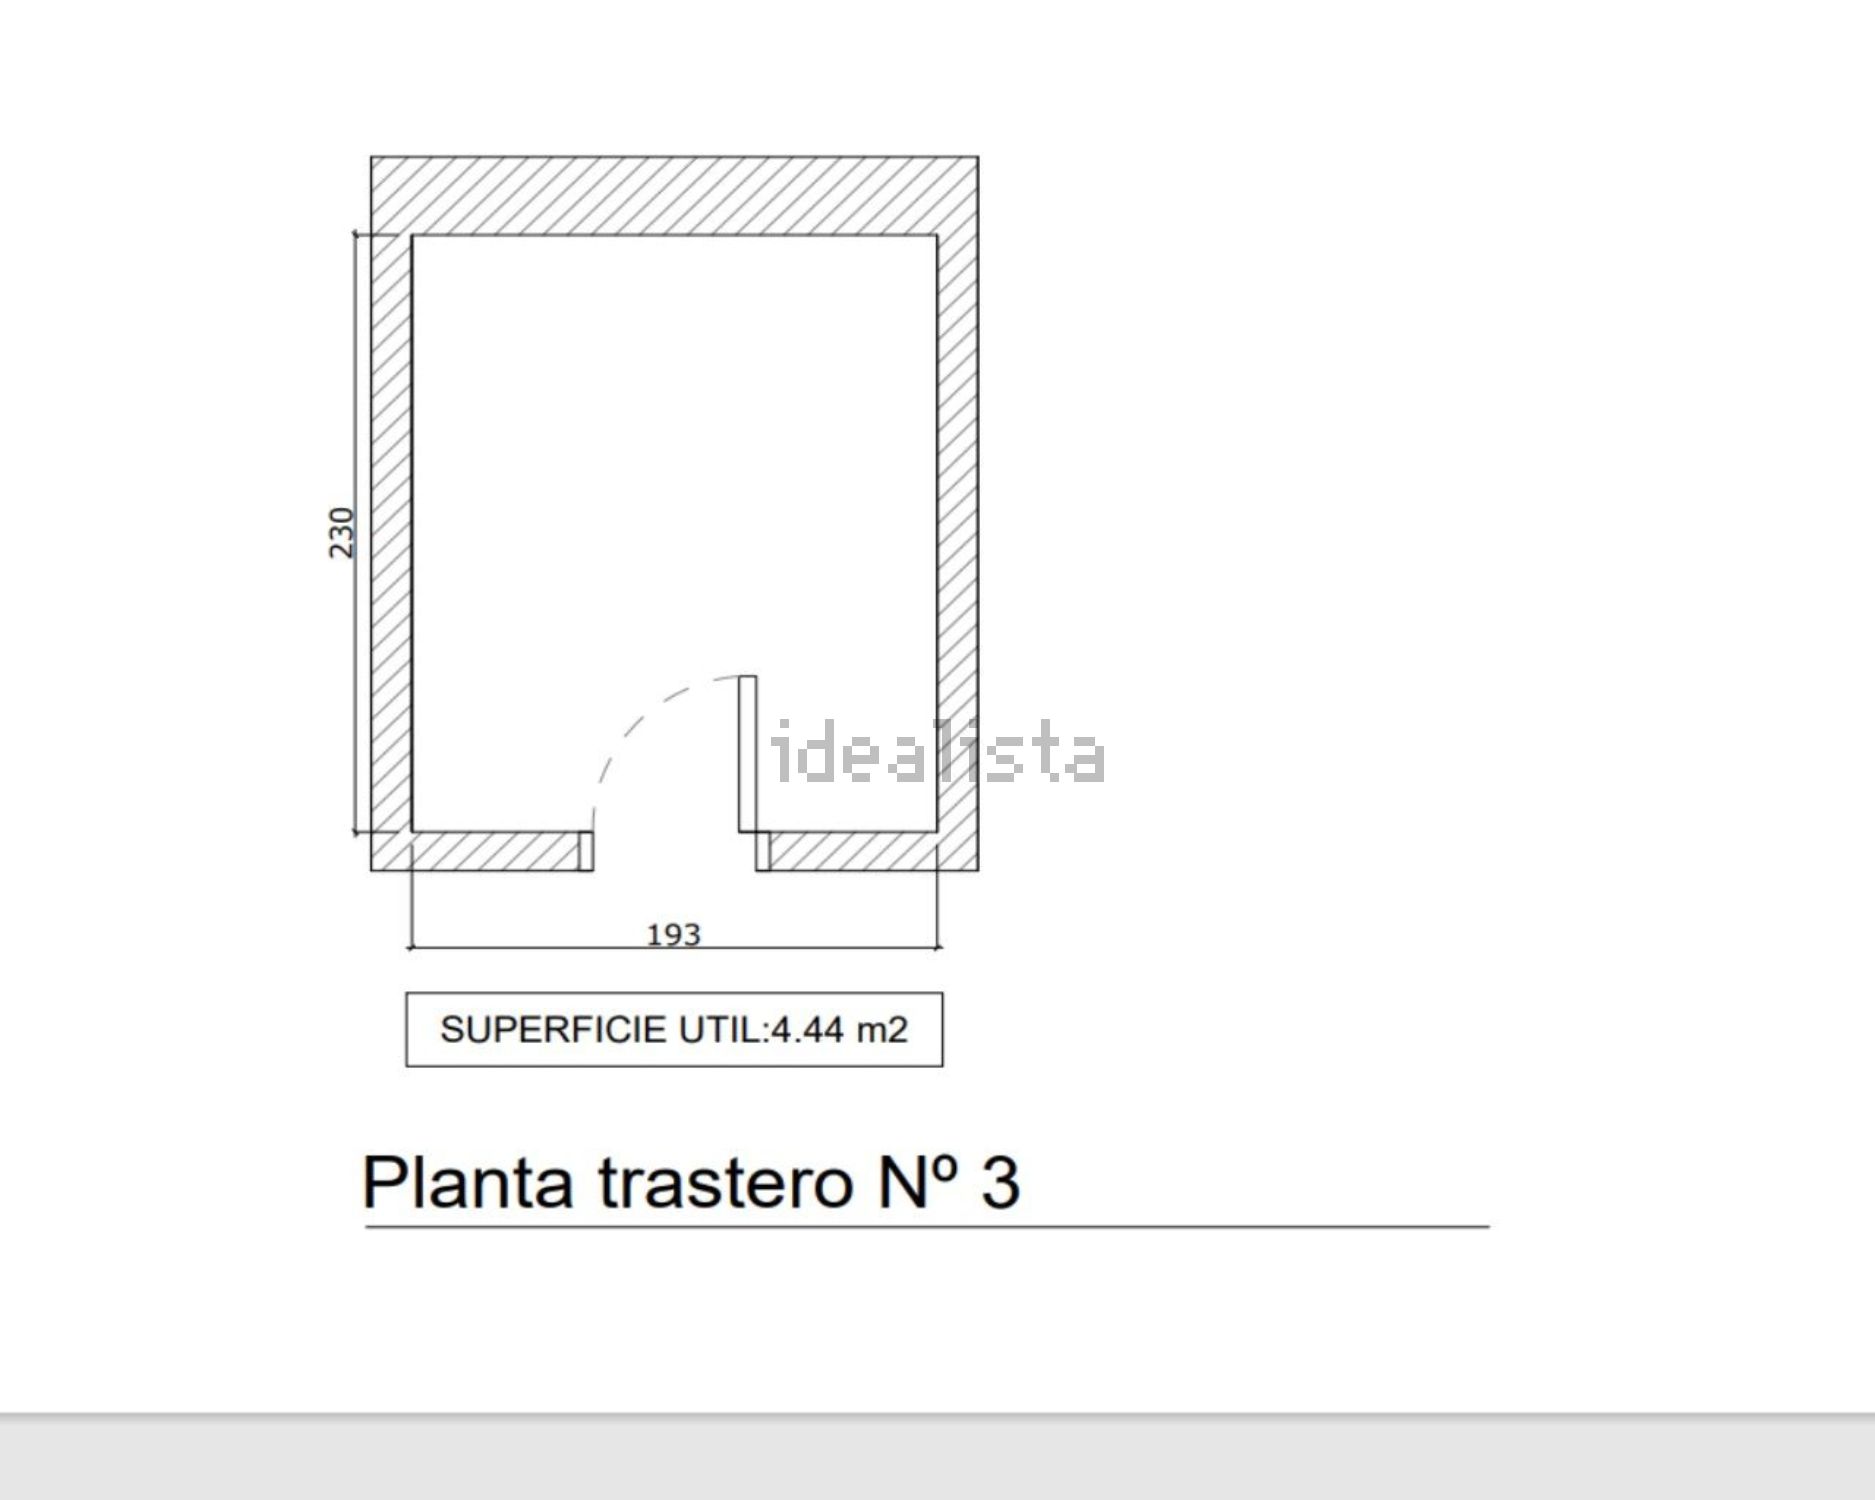 230
idealista
193
SUPERFICIE UTIL:4.44 m2
Planta trastero Nº 3